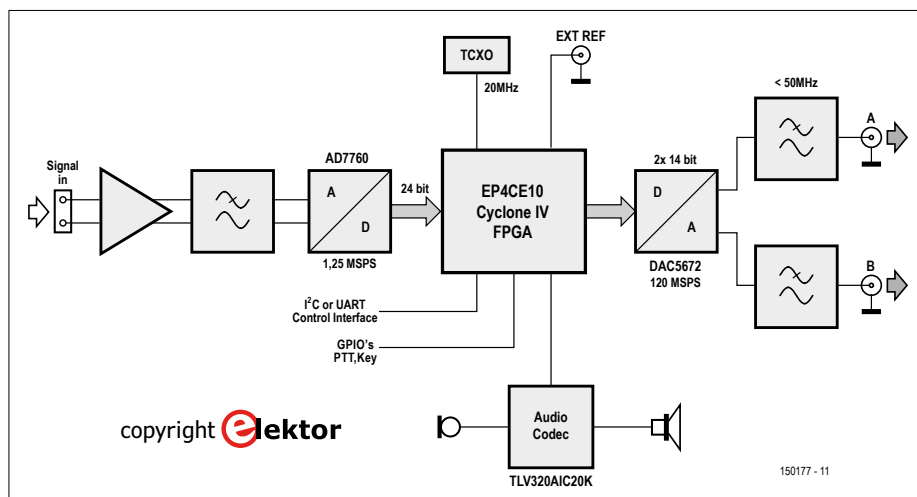 TCXO
20MHz
EXT REF
< 50MHz
A
Signal
in
AD7760
A
D
1,25 MSPS
24 bit
EP4CE10
Cyclone IV
FPGA
2x 14 bit
D
A
DAC5672
120 MSPS
B
I²C or UART
Control Interface
GPIO's
PTT,Key
Audio
Codec
TLV320AIC20K
copyright elektor
150177 - 11